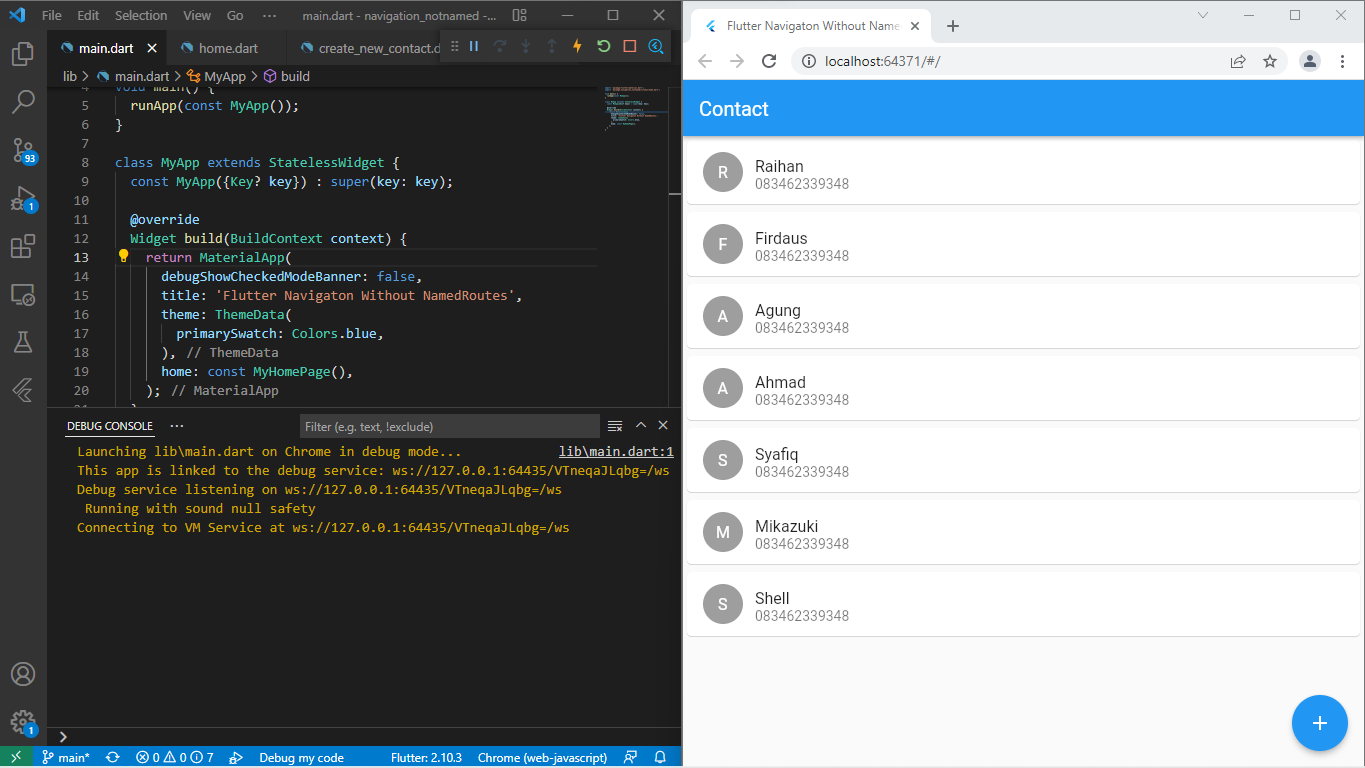 File Edit Selection View Go ··· main.dart - navigation_notnamed -...
main.dart home.dart create_new_contact.d
lib > main.dart > MyApp > build
4 void main() {
5 runApp(const MyApp());
6 }
7
8 class MyApp extends StatelessWidget {
9 const MyApp({Key? key}) : super(key: key);
10
11 @override
12 Widget build(BuildContext context) {
13 return MaterialApp(
14 debugShowCheckedModeBanner: false,
15 title: 'Flutter Navigaton Without NamedRoutes',
16 theme: ThemeData(
17 primarySwatch: Colors.blue,
18 ), // ThemeData
19 home: const MyHomePage(),
20 ); // MaterialApp
21 }
93
1
1
DEBUG CONSOLE ··· Filter (e.g. text, !exclude)
Launching lib\main.dart on Chrome in debug mode... lib\main.dart:1
This app is linked to the debug service: ws://127.0.0.1:64435/VTneqaJLqbg=/ws
Debug service listening on ws://127.0.0.1:64435/VTneqaJLqbg=/ws
Running with sound null safety
Connecting to VM Service at ws://127.0.0.1:64435/VTneqaJLqbg=/ws
>
main* 0 0 7 Debug my code Flutter: 2.10.3 Chrome (web-javascript)
Flutter Navigaton Without Name
localhost:64371/#/
Contact
R Raihan
083462339348
F Firdaus
083462339348
A Agung
083462339348
A Ahmad
083462339348
S Syafiq
083462339348
M Mikazuki
083462339348
S Shell
083462339348
+